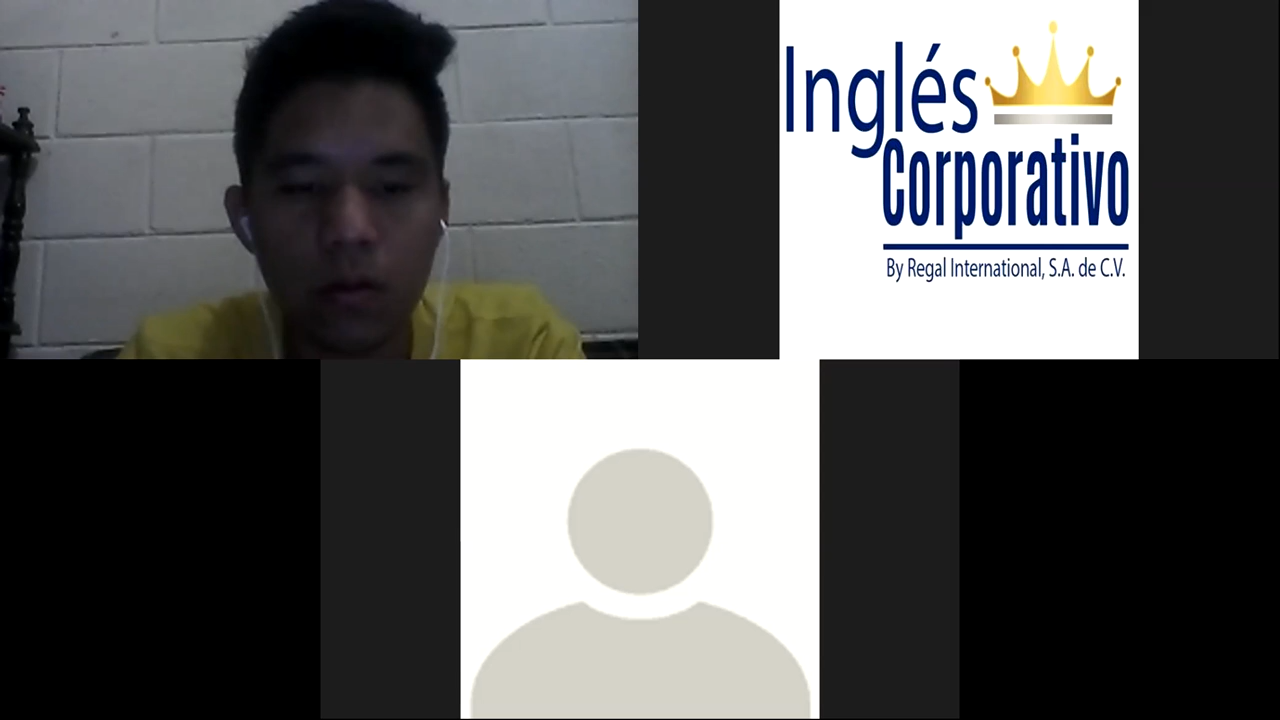 Inglés
Corporativo
By Regal International, S.A. de C.V.